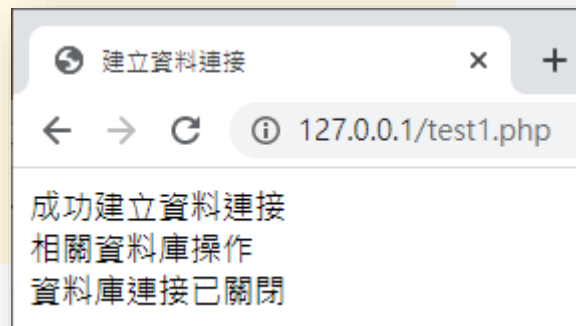 建立資料連接
127.0.0.1/test1.php
成功建立資料連接
相關資料庫操作
資料庫連接已關閉